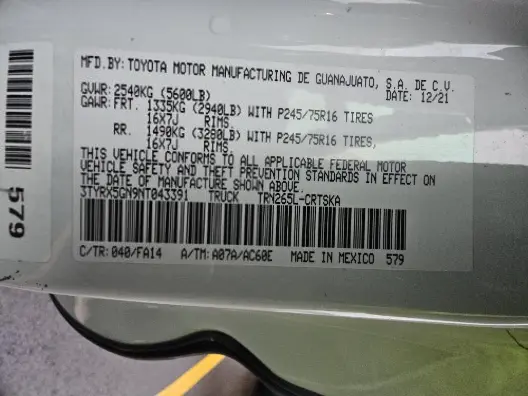 MFD.BY:TOYOTA MOTOR MANUFACTURING DE GUANAJUATO, S.A. DE C.V.
GVWR:2540KG (5600LB) DATE: 12/21
GAWR:FRT. 1335KG (2940LB) WITH P245/75R16 TIRES
16X7J RIMS,
RR. 1490KG (3280LB) WITH P245/75R16 TIRES,
16X7J RIMS
THIS VEHICLE CONFORMS TO ALL APPLICABLE FEDERAL MOTOR
VEHICLE SAFETY AND THEFT PREVENTION STANDARDS IN EFFECT ON
THE DATE OF MANUFACTURE SHOWN ABOVE.
3TYRX5GN9NT043391 TRUCK TRN265L-CRTSKA
C/TR: 040/FA14 A/TM: A07A/AC60E MADE IN MEXICO 579
579